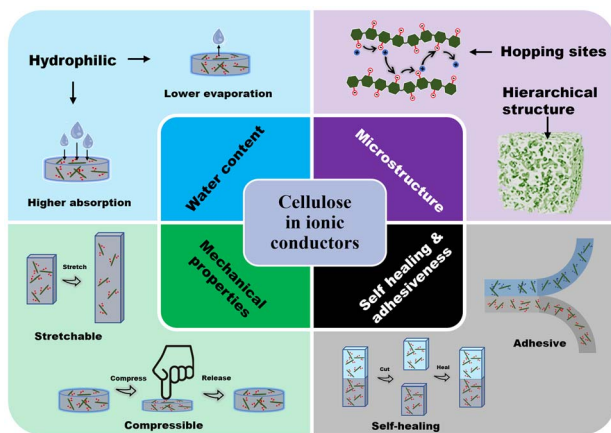 Hydrophilic
Lower evaporation
Higher absorption
Hopping sites
Hierarchical
structure
Water content
Microstructure
Cellulose
in ionic
conductors
Mechanical
properties
Self healing &
adhesiveness
Stretch
Stretchable
Compress
Release
Compressible
Adhesive
Cut
Heal
Self-healing